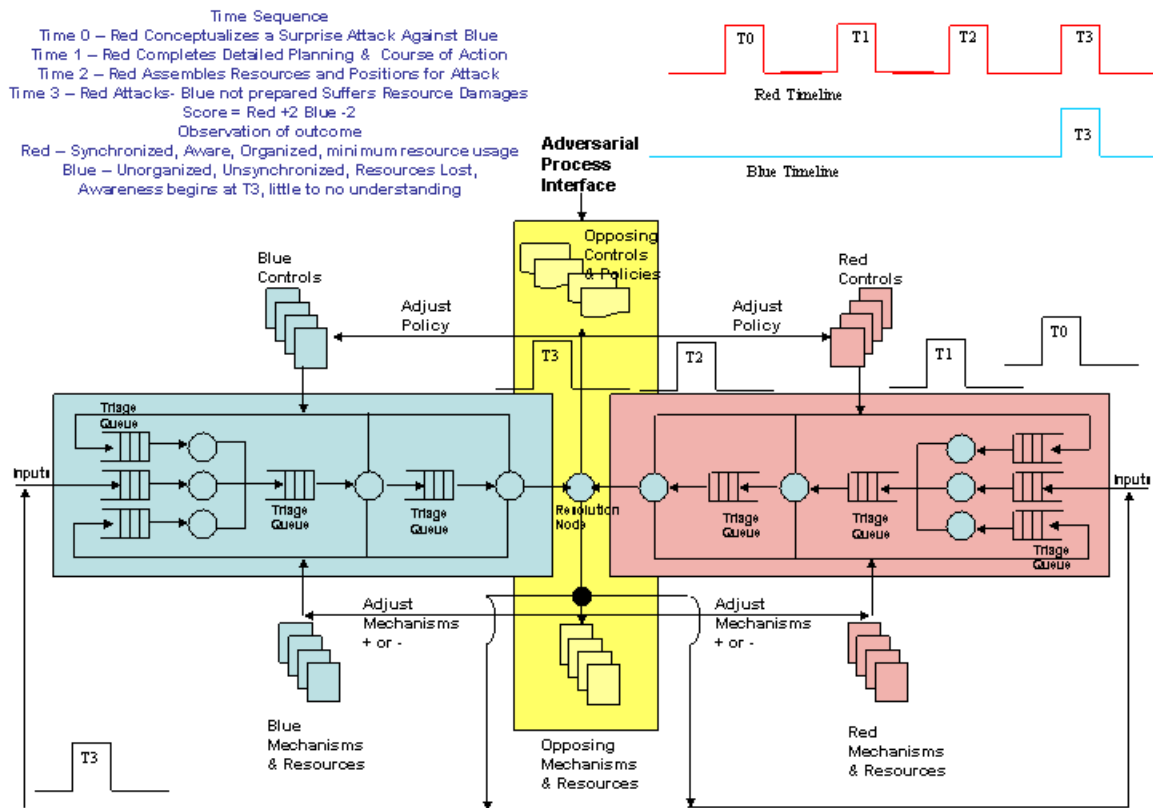 Time Sequence
Time 0 – Red Conceptualizes a Surprise Attack Against Blue
Time 1 – Red Completes Detailed Planning & Course of Action
Time 2 – Red Assembles Resources and Positions for Attack
Time 3 – Red Attacks- Blue not prepared Suffers Resource Damages
Score = Red +2 Blue -2
Observation of outcome
Red – Synchronized, Aware, Organized, minimum resource usage
Blue – Unorganized, Unsynchronized, Resources Lost,
Awareness begins at T3, little to no understanding
T0
T1
T2
T3
Red Timeline
T3
Blue Timeline
Adversarial
Process
Interface
Opposing
Controls
& Policies
Blue
Controls
Red
Controls
Adjust
Policy
Adjust
Policy
T3
T2
T1
T0
Triage
Queue
Inputs
Triage
Queue
Triage
Queue
Resolution
Node
Triage
Queue
Triage
Queue
Triage
Queue
Inputs
Adjust
Mechanisms
+ or -
Adjust
Mechanisms
+ or -
Blue
Mechanisms
& Resources
Opposing
Mechanisms
& Resources
Red
Mechanisms
& Resources
T3